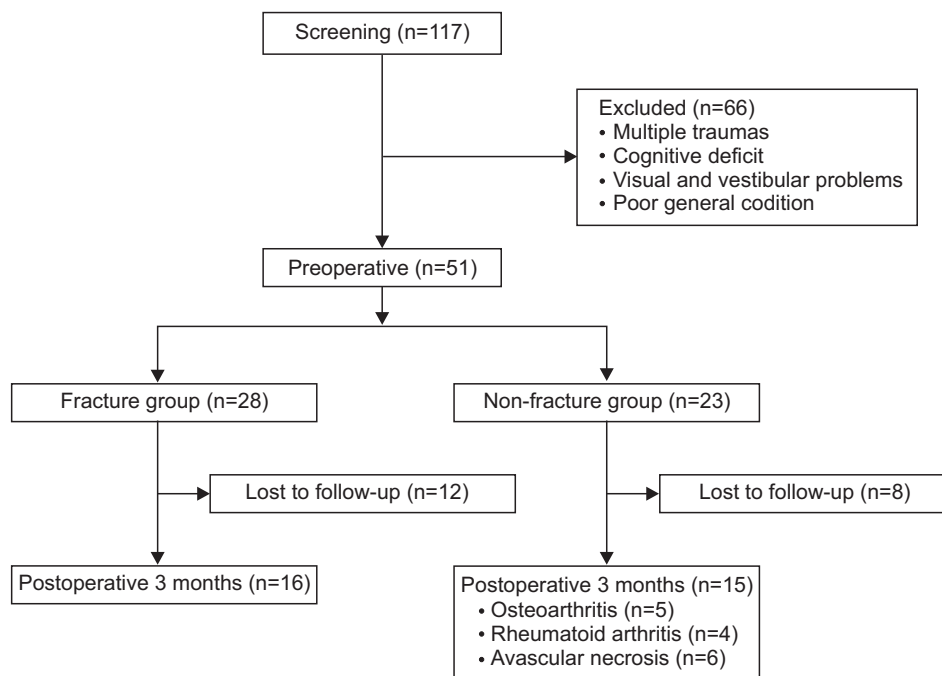 Screening (n=117)
Excluded (n=66)
• Multiple traumas
• Cognitive deficit
• Visual and vestibular problems
• Poor general codition
Preoperative (n=51)
Fracture group (n=28)
Non-fracture group (n=23)
Lost to follow-up (n=12)
Lost to follow-up (n=8)
Postoperative 3 months (n=16)
Postoperative 3 months (n=15)
• Osteoarthritis (n=5)
• Rheumatoid arthritis (n=4)
• Avascular necrosis (n=6)